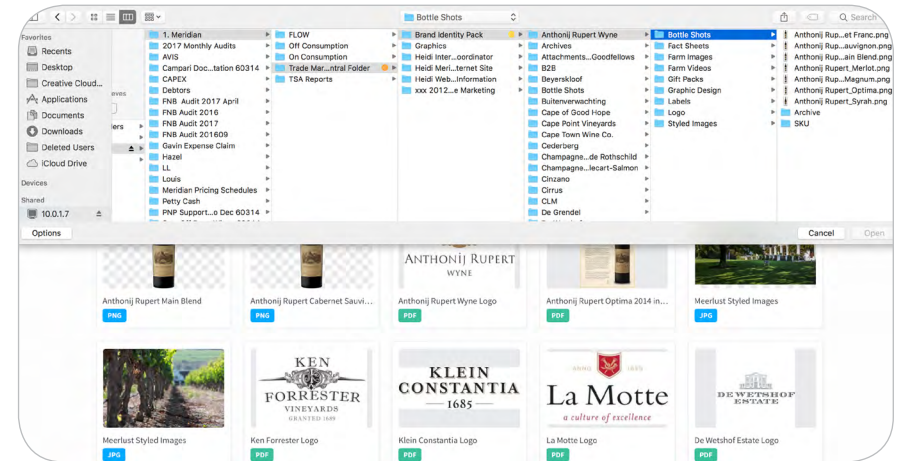 Bottle Shots
Search
Favorites
Recents
Desktop
Creative Cloud...
Applications
Documents
Downloads
Deleted Users
iCloud Drive
Devices
Shared
10.0.1.7
1. Meridian
2017 Monthly Audits
AVIS
Campari Doc...tation 60314
CAPEX
Debtors
FNB Audit 2017 April
FNB Audit 2016
FNB Audit 2017
FNB Audit 201609
Gavin Expense Claim
Hazel
LL
Louis
Meridian Pricing Schedules
Petty Cash
PNP Support...o Dec 60314
FLOW
Off Consumption
On Consumption
Trade Mar...ntral Folder
TSA Reports
Brand Identity Pack
Graphics
Heidi Inter...oordinator
Heidi Meri...ternet Site
Heidi Web...Information
xxx 2012...e Marketing
Anthonij Rupert Wyne
Archives
Attachments...Goodfellows
B2B
Beyerskloof
Bottle Shots
Buitenverwachting
Cape of Good Hope
Cape Point Vineyards
Cape Town Wine Co.
Cederberg
Champagne...de Rothschild
Champagne...lecart-Salmon
Cinzano
Cirrus
CLM
De Grendel
Bottle Shots
Fact Sheets
Farm Images
Farm Videos
Gift Packs
Graphic Design
Labels
Logo
Styled Images
Anthonij Rup...et Franc.png
Anthonij Rup...auvignon.png
Anthonij Rup...ain Blend.png
Anthonij Rupert_Merlot.png
Anthonij Rup...Magnum.png
Anthonij Rupert_Optima.png
Anthonij Rupert_Syrah.png
Archive
SKU
Options
Cancel
Open
ANTHONIJ RUPERT
WYNE
Anthonij Rupert Main Blend
PNG
Anthonij Rupert Cabernet Sauvi...
PNG
Anthonij Rupert Wyne Logo
PDF
Anthonij Rupert Optima 2014 in...
PDF
Meerlust Styled Images
JPG
KEN
FORRESTER
VINEYARDS
GRANTED 1689
KLEIN
CONSTANTIA
1685
ANNO 1695
La Motte
a culture of excellence
DE WETSHOF
ESTATE
Meerlust Styled Images
JPG
Ken Forrester Logo
PDF
Klein Constantia Logo
PDF
La Motte Logo
PDF
De Wetshof Estate Logo
PDF